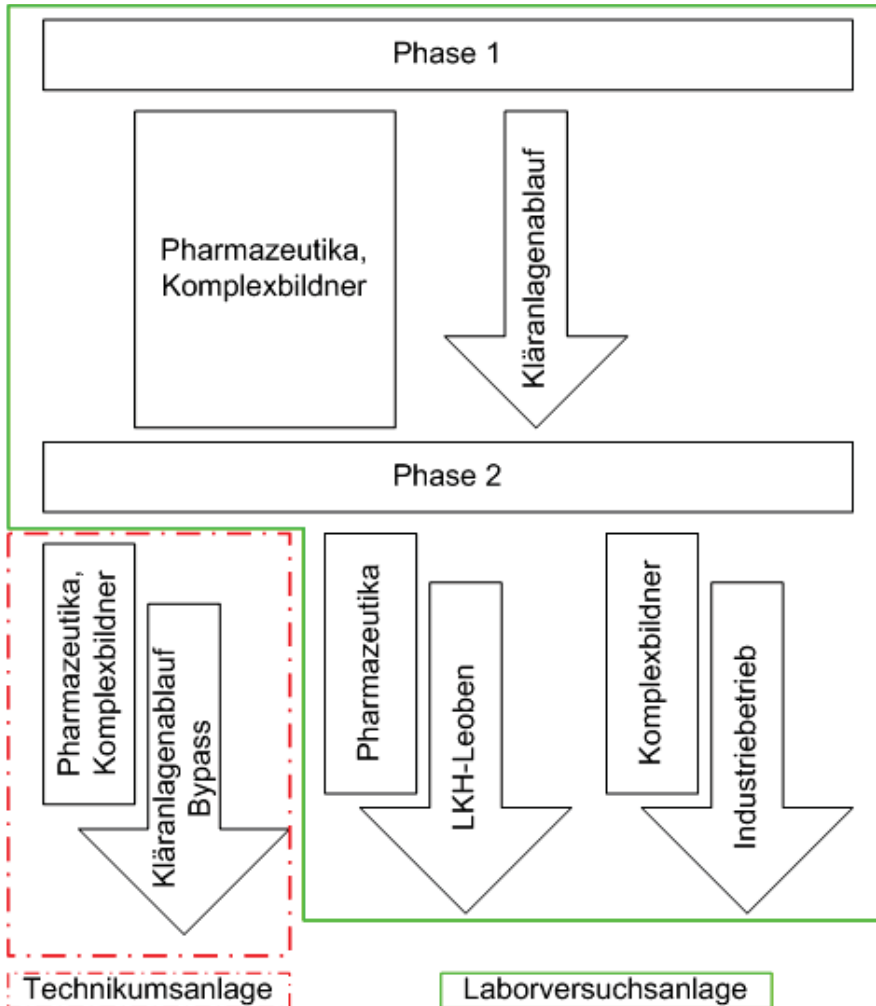 Phase 1
Pharmazeutika,
Komplexbildner
Kläranlagenablauf
Phase 2
Pharmazeutika,
Komplexbildner
Kläranlagenablauf
Bypass
Pharmazeutika
LKH-Leoben
Komplexbildner
Industriebetrieb
Technikumsanlage
Laborversuchsanlage